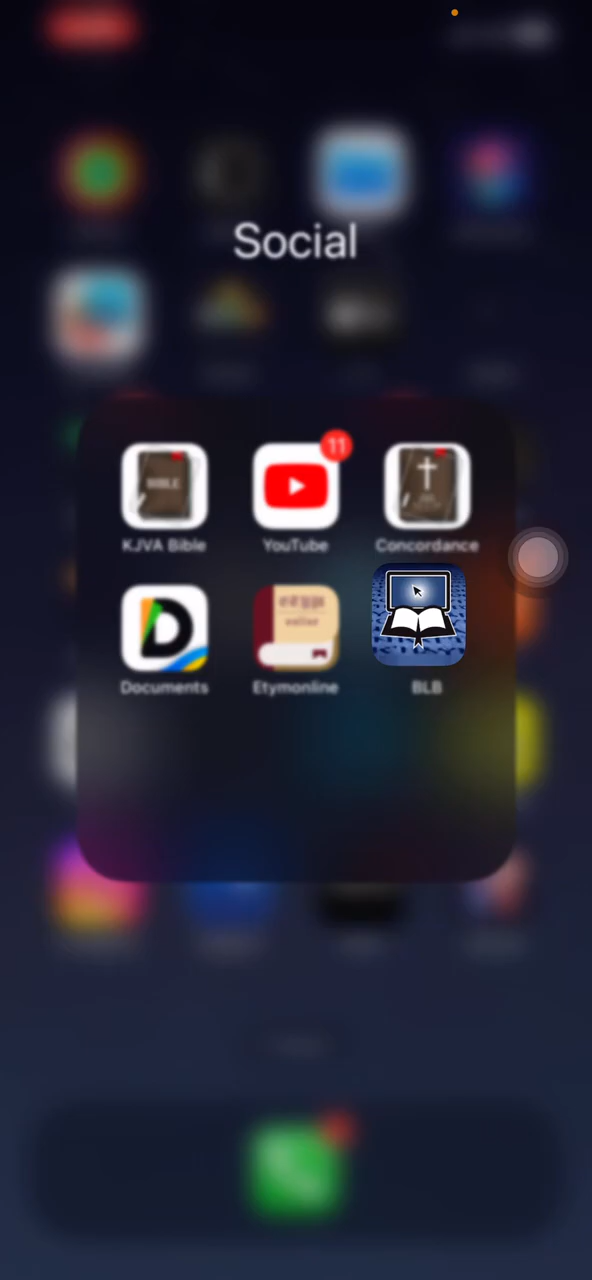 Social
BIBLE
11
KJVA Bible
YouTube
Concordance
Documents
Etymonline
BLB